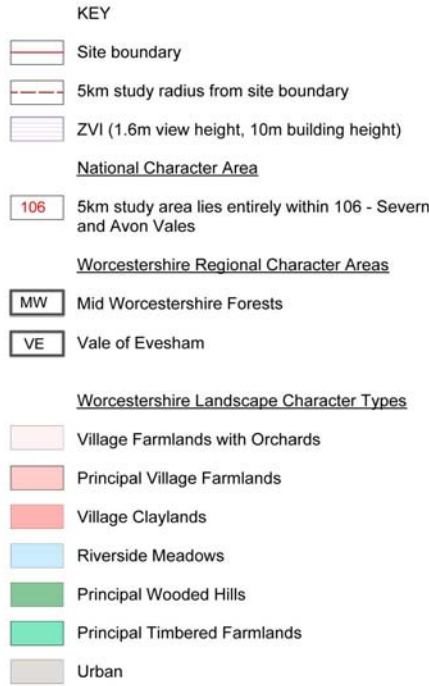 KEY
Site boundary
5km study radius from site boundary
ZVI (1.6m view height, 10m building height)
National Character Area
106 5km study area lies entirely within 106 - Severn
and Avon Vales
Worcestershire Regional Character Areas
MW Mid Worcestershire Forests
VE Vale of Evesham
Worcestershire Landscape Character Types
Village Farmlands with Orchards
Principal Village Farmlands
Village Claylands
Riverside Meadows
Principal Wooded Hills
Principal Timbered Farmlands
Urban